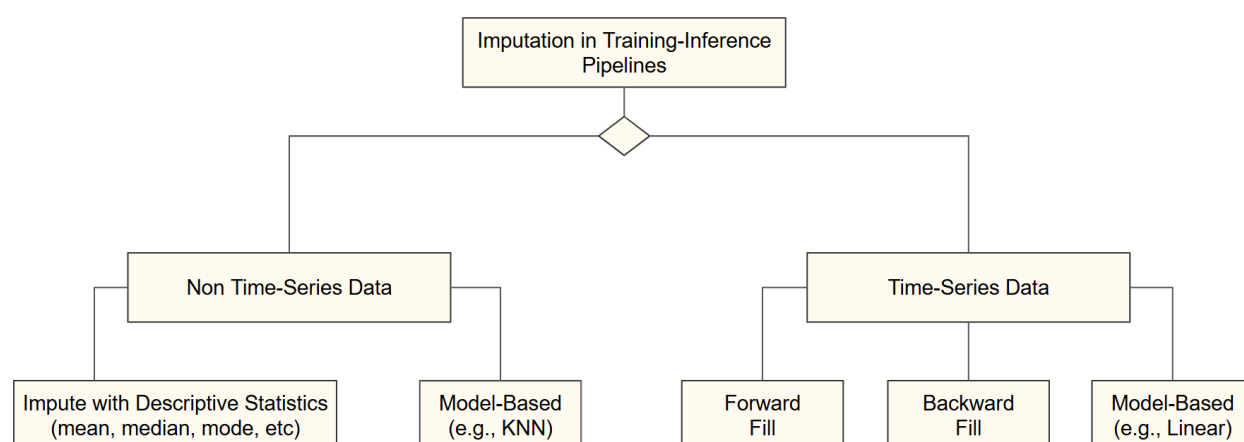 Imputation in Training-Inference
Pipelines
Non Time-Series Data
Time-Series Data
Impute with Descriptive Statistics
(mean, median, mode, etc)
Model-Based
(e.g., KNN)
Forward
Fill
Backward
Fill
Model-Based
(e.g., Linear)